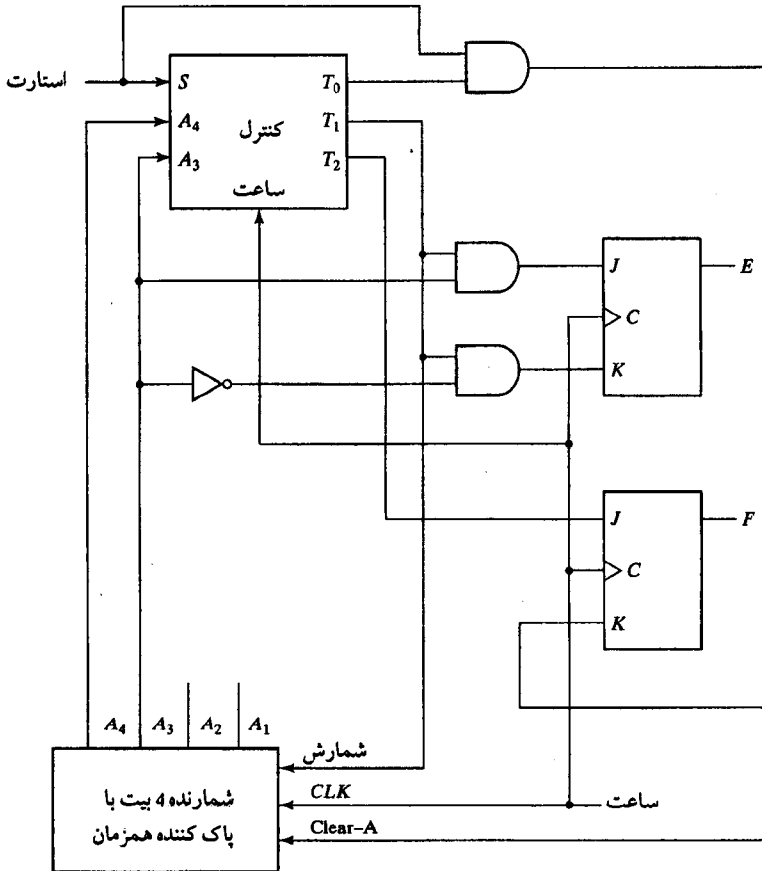 استارت
S
T0
A4
کنترل
T1
A3
T2
ساعت
J
E
C
K
J
F
C
K
A4
A3
A2
A1
شمارش
شمارنده 4 بیت با
پاک کننده همزمان
CLK
ساعت
Clear-A